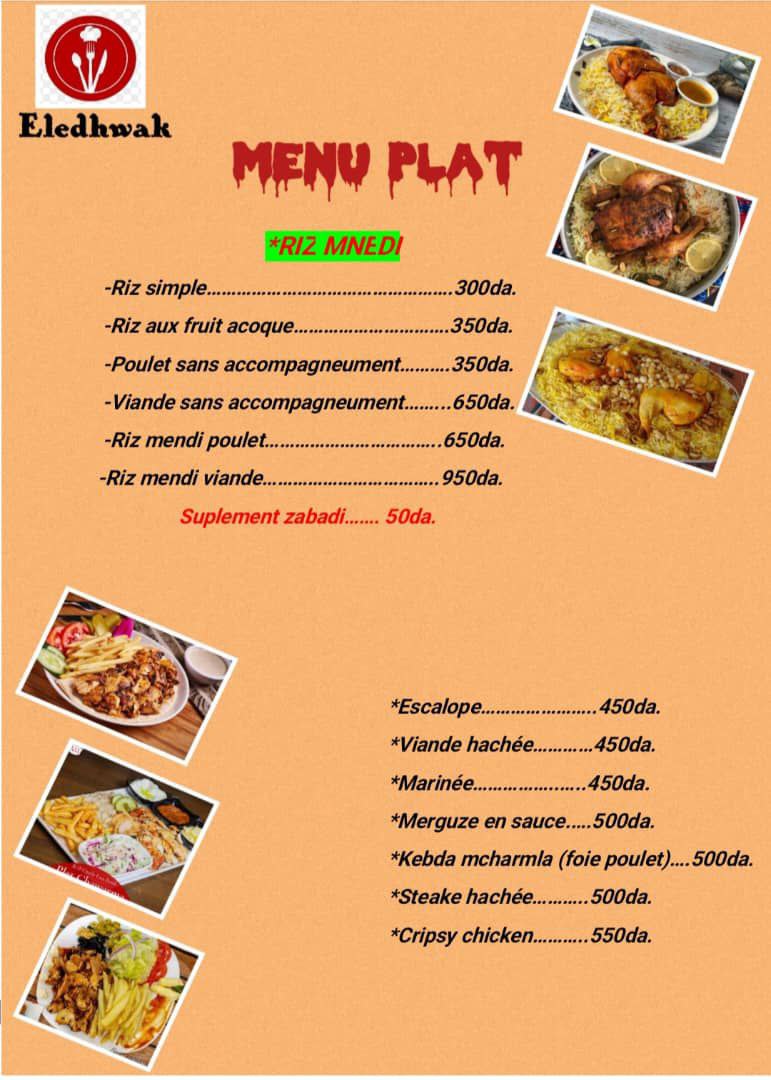 Eledhwak
MENU PLAT
*RIZ MNEDI
-Riz simple................................................300da.
-Riz aux fruit acoque..............................350da.
-Poulet sans accompagneument..........350da.
-Viande sans accompagneument........650da.
-Riz mendi poulet..................................650da.
-Riz mendi viande..................................950da.
Suplement zabadi....... 50da.
*Escalope.......................450da.
*Viande hachée............450da.
*Marinée......................450da.
*Merguze en sauce.....500da.
*Kebda mcharmla (foie poulet)....500da.
*Steake hachée...........500da.
*Cripsy chicken...........550da.